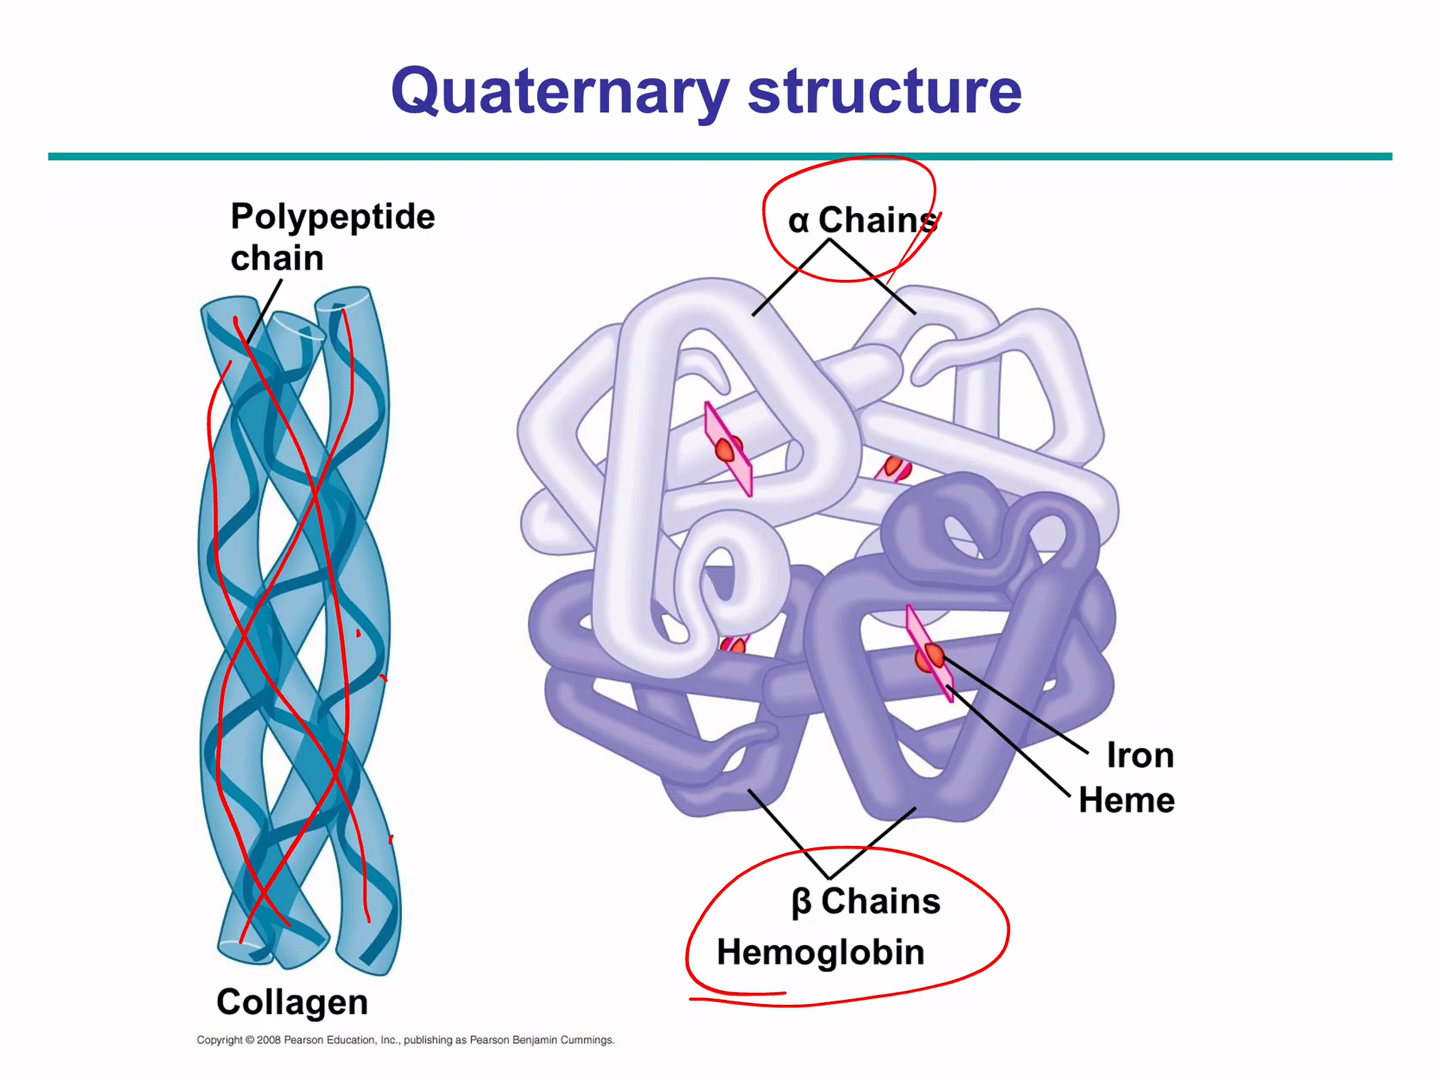 Quaternary structure
Polypeptide
chain
α Chains
Iron
Heme
β Chains
Hemoglobin
Collagen
Copyright © 2008 Pearson Education, Inc., publishing as Pearson Benjamin Cummings.